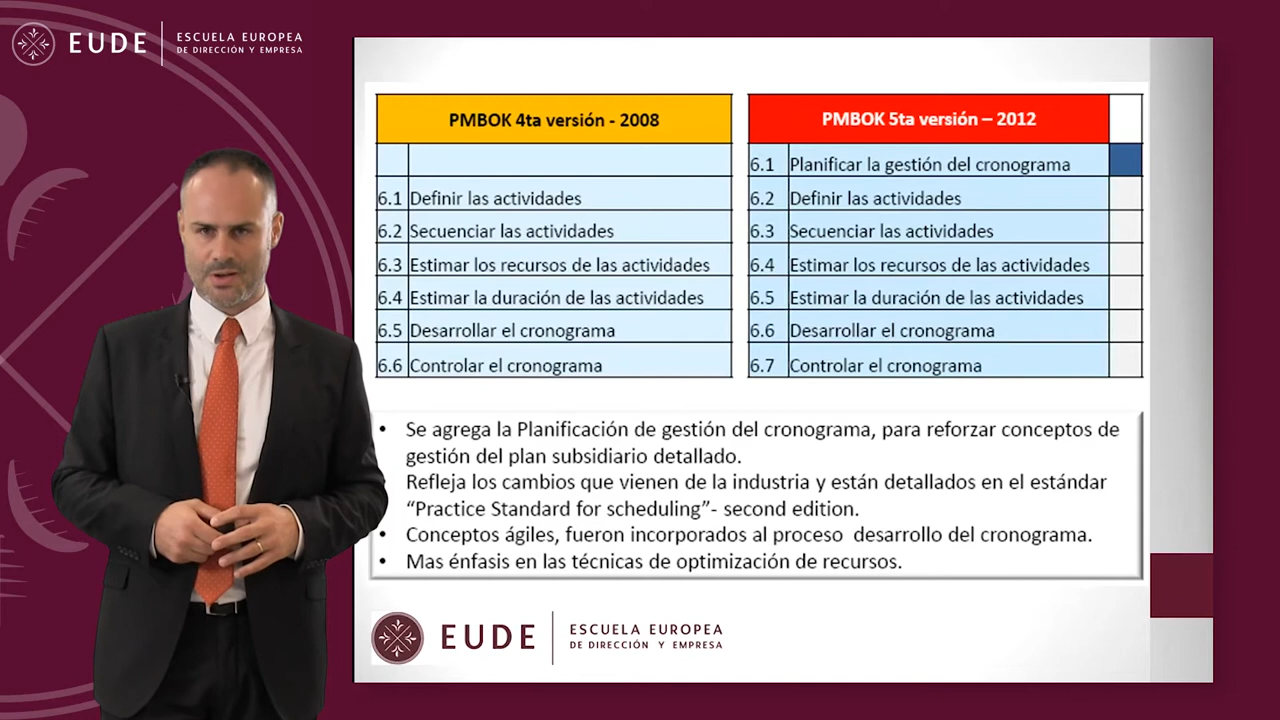 EUDE
ESCUELA EUROPEA
DE DIRECCIÓN Y EMPRESA
PMBOK 4ta versión - 2008
6.1 Definir las actividades
6.2 Secuenciar las actividades
6.3 Estimar los recursos de las actividades
6.4 Estimar la duración de las actividades
6.5 Desarrollar el cronograma
6.6 Controlar el cronograma
PMBOK 5ta versión – 2012
6.1 Planificar la gestión del cronograma
6.2 Definir las actividades
6.3 Secuenciar las actividades
6.4 Estimar los recursos de las actividades
6.5 Estimar la duración de las actividades
6.6 Desarrollar el cronograma
6.7 Controlar el cronograma
• Se agrega la Planificación de gestión del cronograma, para reforzar conceptos de
gestión del plan subsidiario detallado.
Refleja los cambios que vienen de la industria y están detallados en el estándar
“Practice Standard for scheduling”- second edition.
• Conceptos ágiles, fueron incorporados al proceso desarrollo del cronograma.
• Mas énfasis en las técnicas de optimización de recursos.
EUDE
ESCUELA EUROPEA
DE DIRECCIÓN Y EMPRESA